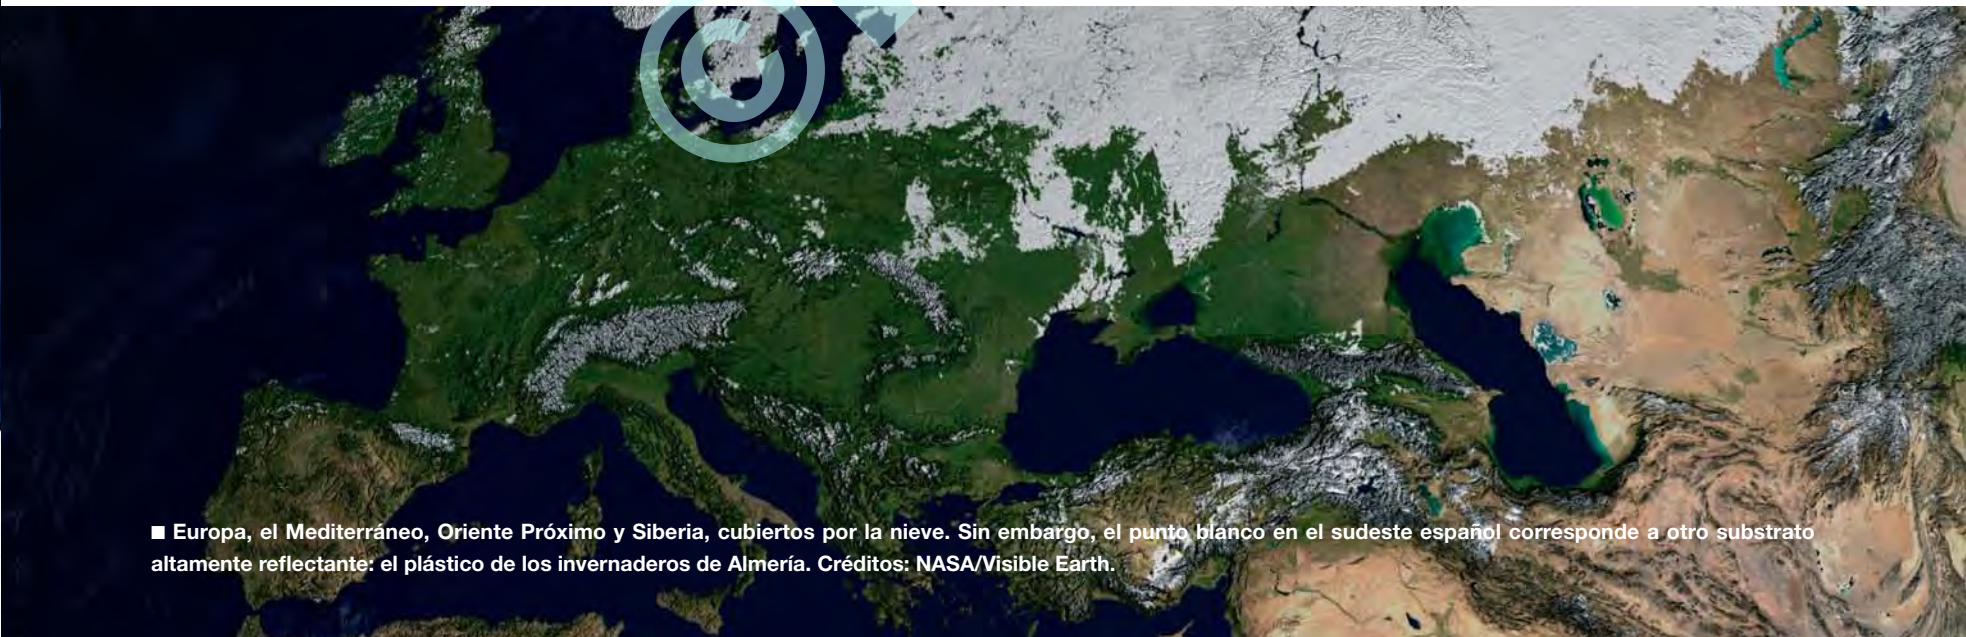 ©
■ Europa, el Mediterráneo, Oriente Próximo y Siberia, cubiertos por la nieve. Sin embargo, el punto blanco en el sudeste español corresponde a otro substrato
altamente reflectante: el plástico de los invernaderos de Almería. Créditos: NASA/Visible Earth.